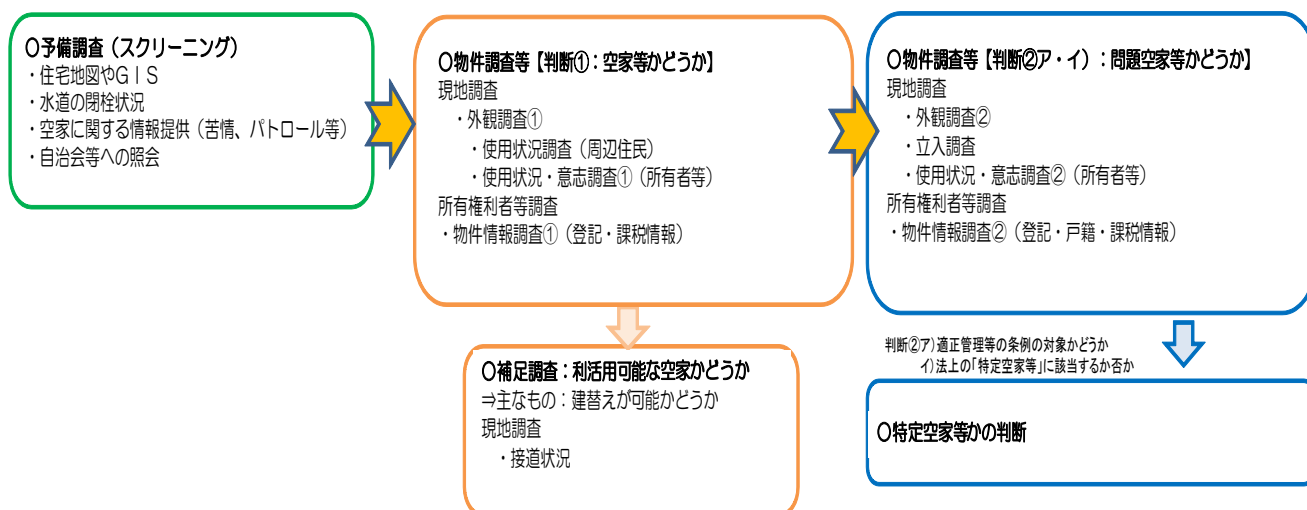 〇予備調査（スクリーニング）
・住宅地図やＧＩＳ
・水道の閉栓状況
・空家に関する情報提供（苦情、パトロール等）
・自治会等への照会
〇物件調査等【判断①：空家等かどうか】
現地調査
・外観調査①
・使用状況調査（周辺住民）
・使用状況・意志調査①（所有者等）
所有権利者等調査
・物件情報調査①（登記・課税情報）
〇補足調査：利活用可能な空家かどうか
⇒主なもの：建替えが可能かどうか
現地調査
・接道状況
〇物件調査等【判断②ア・イ）：問題空家等かどうか】
現地調査
・外観調査②
・立入調査
・使用状況・意志調査②（所有者等）
所有権利者等調査
・物件情報調査②（登記・戸籍・課税情報）
判断②ア）適正管理等の条例の対象かどうか
イ）法上の「特定空家等」に該当するか否か
〇特定空家等かの判断